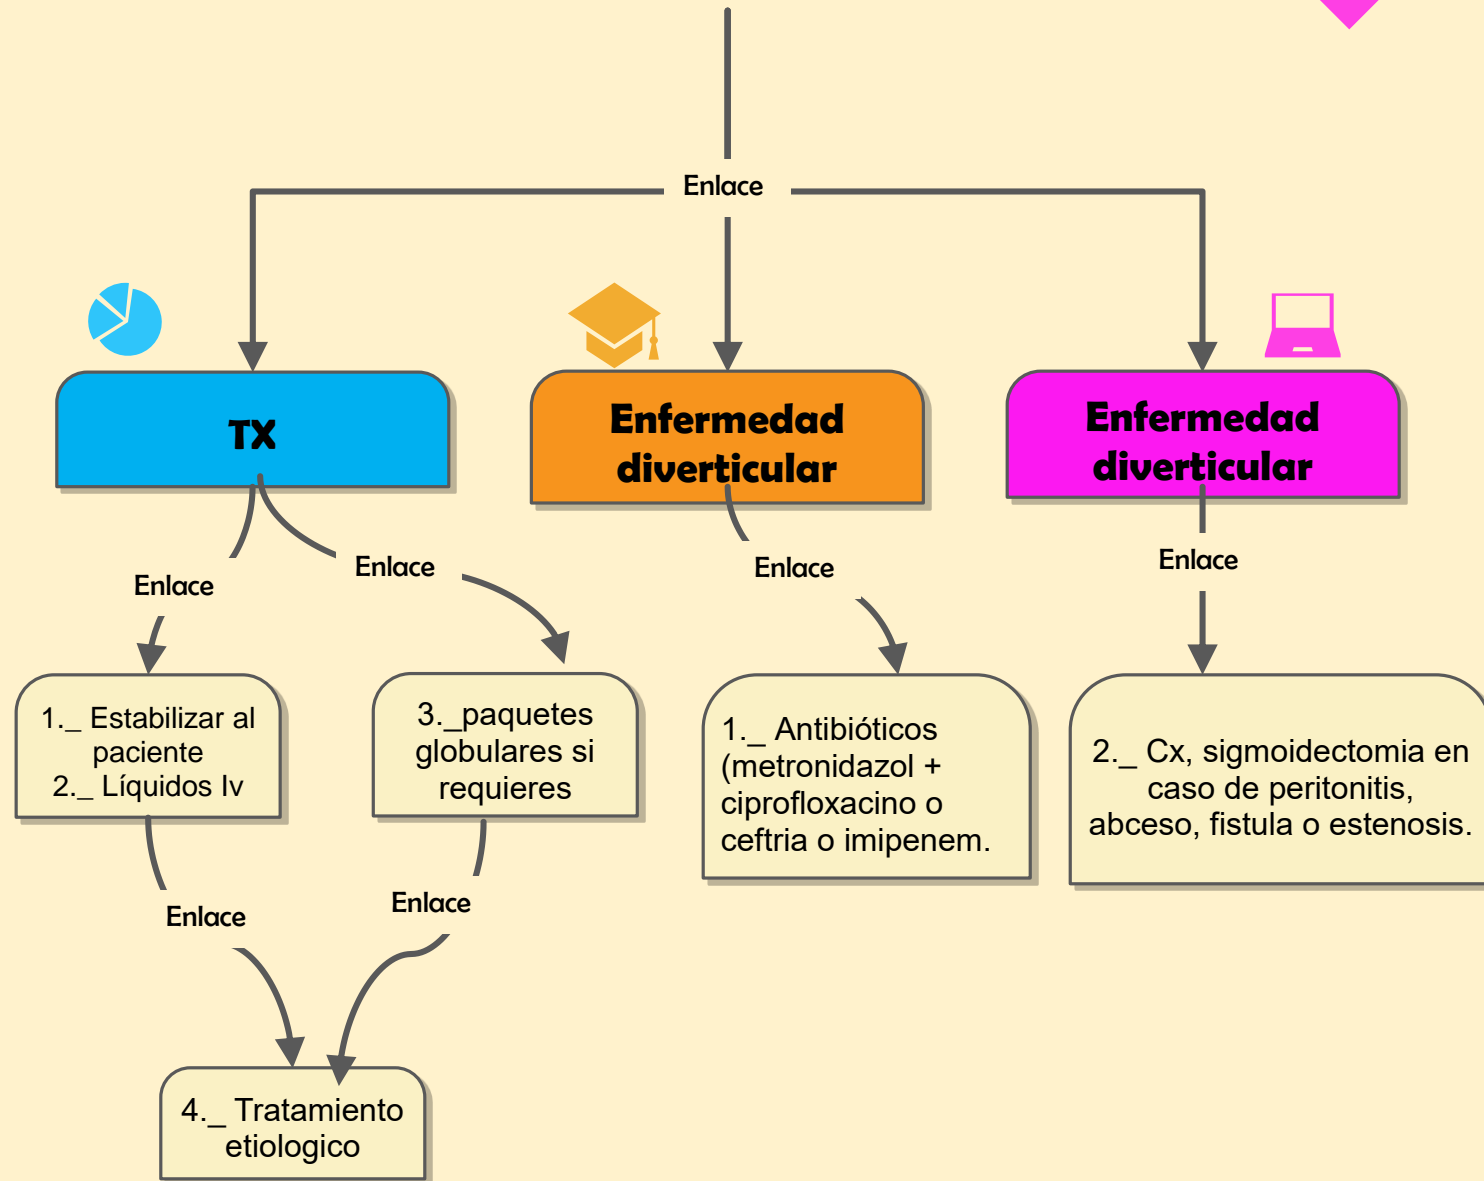 Enlace
TX
Enfermedad
diverticular
Enfermedad
diverticular
Enlace
Enlace
Enlace
Enlace
1._ Estabilizar al
paciente
2._ Líquidos Iv
3._paquetes
globulares si
requieres
1._ Antibióticos
(metronidazol +
ciprofloxacino o
ceftria o imipenem.
2._ Cx, sigmoidectomia en
caso de peritonitis,
abceso, fistula o estenosis.
Enlace
Enlace
4._ Tratamiento
etiologico